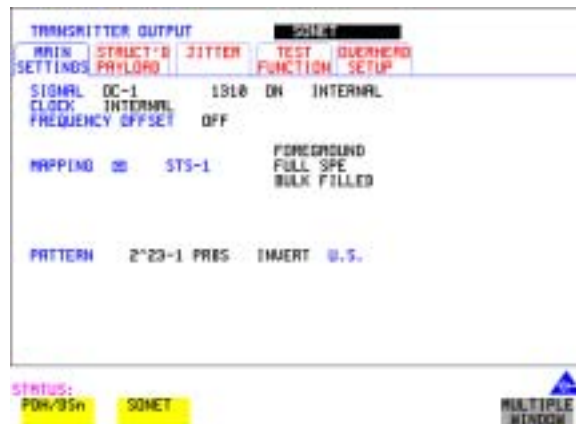 TRANSMITTER OUTPUT SONET
MAIN SETTINGS STRUCT'D PAYLOAD JITTER TEST FUNCTION OVERHEAD SETUP
SIGNAL OC-1 1310 ON INTERNAL
CLOCK INTERNAL
FREQUENCY OFFSET OFF
FOREGROUND
MAPPING STS-1 FULL SPE
BULK FILLED
PATTERN 2^23-1 PRBS INVERT U.S.
STATUS:
PDH/DSn SONET MULTIPLE WINDOW